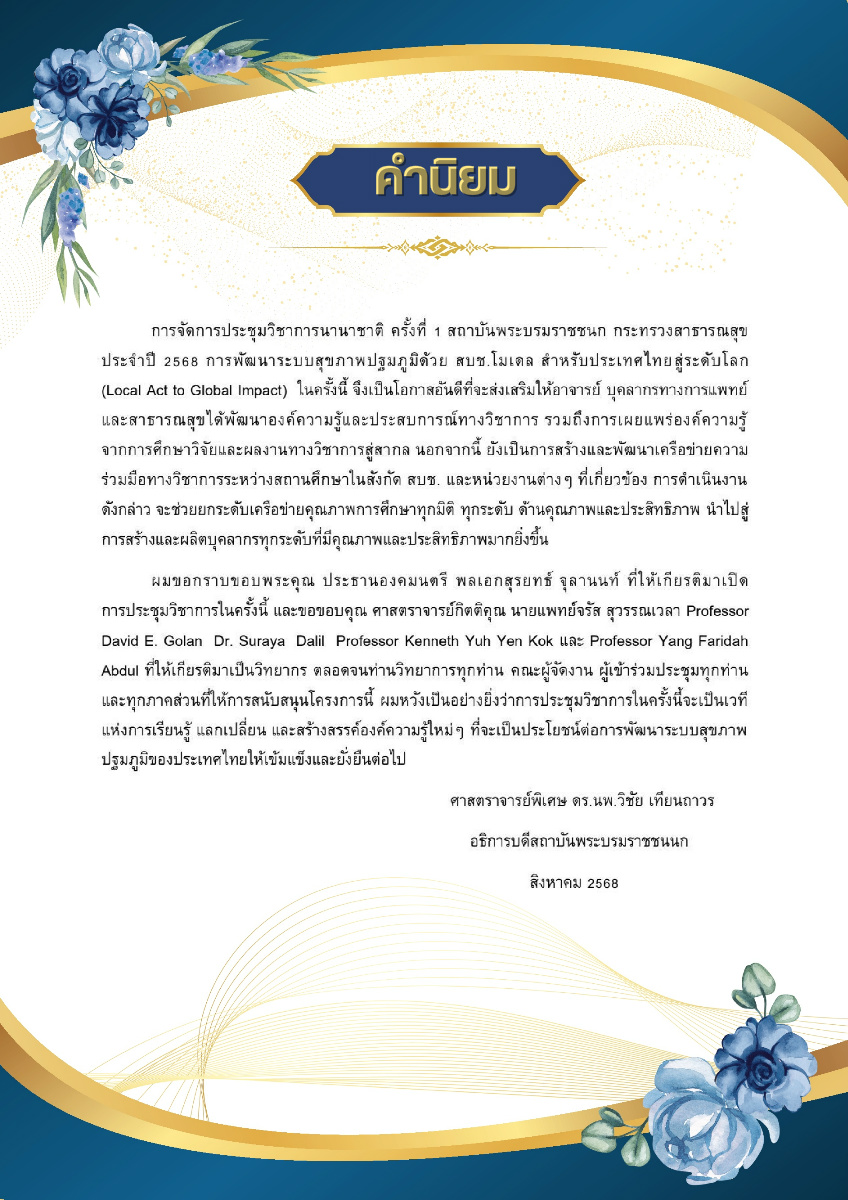 คำนิยม
การจัดการประชุมวิชาการนานาชาติ ครั้งที่ 1 สถาบันพระบรมราชชนก กระทรวงสาธารณสุข
ประจำปี 2568 การพัฒนาระบบสุขภาพปฐมภูมิด้วย สบช.โมเดล สำหรับประเทศไทยสู่ระดับโลก
(Local Act to Global Impact) ในครั้งนี้ จึงเป็นโอกาสอันดีที่จะส่งเสริมให้อาจารย์ บุคลากรทางการแพทย์
และสาธารณสุขได้พัฒนาองค์ความรู้และประสบการณ์ทางวิชาการ รวมถึงการเผยแพร่องค์ความรู้
จากการศึกษาวิจัยและผลงานทางวิชาการสู่สากล นอกจากนี้ ยังเป็นการสร้างและพัฒนาเครือข่ายความ
ร่วมมือทางวิชาการระหว่างสถานศึกษาในสังกัด สบช. และหน่วยงานต่างๆ ที่เกี่ยวข้อง การดำเนินงาน
ดังกล่าว จะช่วยยกระดับเครือข่ายคุณภาพการศึกษาทุกมิติ ทุกระดับ ด้านคุณภาพและประสิทธิภาพ นำไปสู่
การสร้างและผลิตบุคลากรทุกระดับที่มีคุณภาพและประสิทธิภาพมากยิ่งขึ้น
ผมขอกราบขอบพระคุณ ประธานองคมนตรี พลเอกสุรยุทธ์ จุลานนท์ ที่ให้เกียรติมาเปิด
การประชุมวิชาการในครั้งนี้ และขอขอบคุณ ศาสตราจารย์กิตติคุณ นายแพทย์จรัส สุวรรณเวลา Professor
David E. Golan Dr. Suraya Dalil Professor Kenneth Yuh Yen Kok และ Professor Yang Faridah
Abdul ที่ให้เกียรติมาเป็นวิทยากร ตลอดจนท่านวิทยาการทุกท่าน คณะผู้จัดงาน ผู้เข้าร่วมประชุมทุกท่าน
และทุกภาคส่วนที่ให้การสนับสนุนโครงการนี้ ผมหวังเป็นอย่างยิ่งว่าการประชุมวิชาการในครั้งนี้จะเป็นเวที
แห่งการเรียนรู้ แลกเปลี่ยน และสร้างสรรค์องค์ความรู้ใหม่ๆ ที่จะเป็นประโยชน์ต่อการพัฒนาระบบสุขภาพ
ปฐมภูมิของประเทศไทยให้เข้มแข็งและยั่งยืนต่อไป
ศาสตราจารย์พิเศษ ดร.นพ.วิชัย เทียนถาวร
อธิการบดีสถาบันพระบรมราชชนนก
สิงหาคม 2568